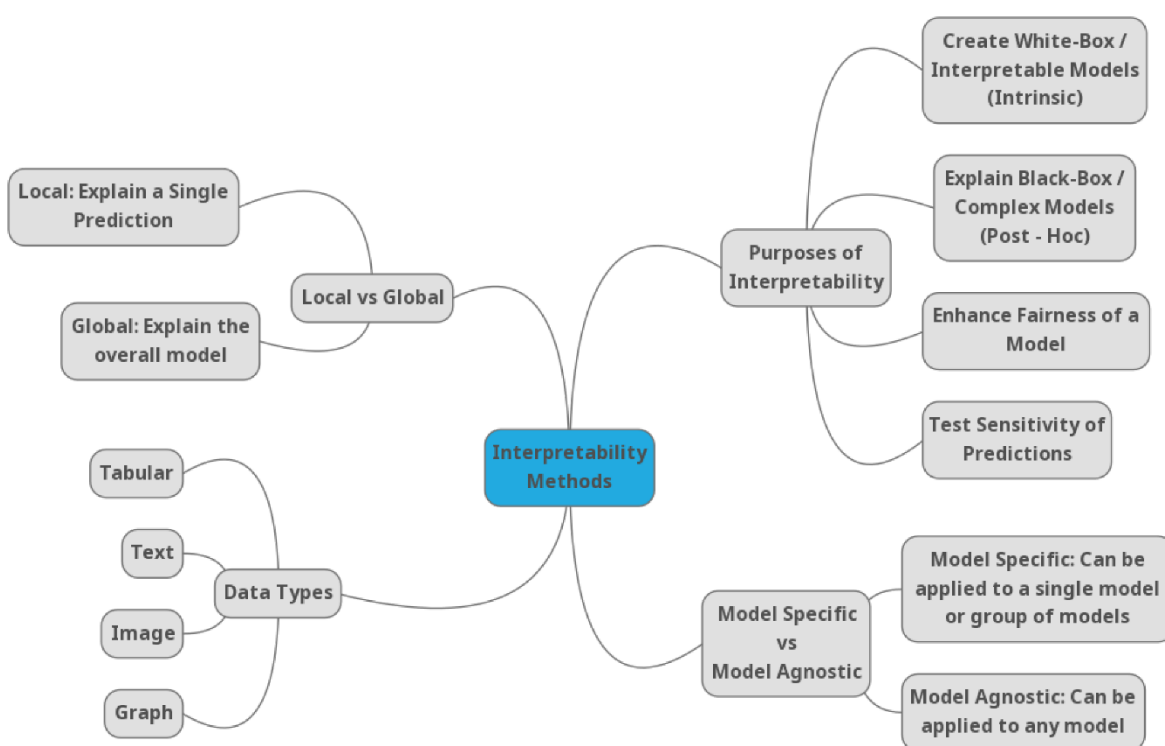 Create White-Box /
Interpretable Models
(Intrinsic)
Local: Explain a Single
Prediction
Explain Black-Box /
Complex Models
(Post - Hoc)
Purposes of
Interpretability
Local vs Global
Global: Explain the
overall model
Enhance Fairness of a
Model
Test Sensitivity of
Predictions
Interpretability
Methods
Tabular
Text
Data Types
Image
Graph
Model Specific
vs
Model Agnostic
Model Specific: Can be
applied to a single model
or group of models
Model Agnostic: Can be
applied to any model